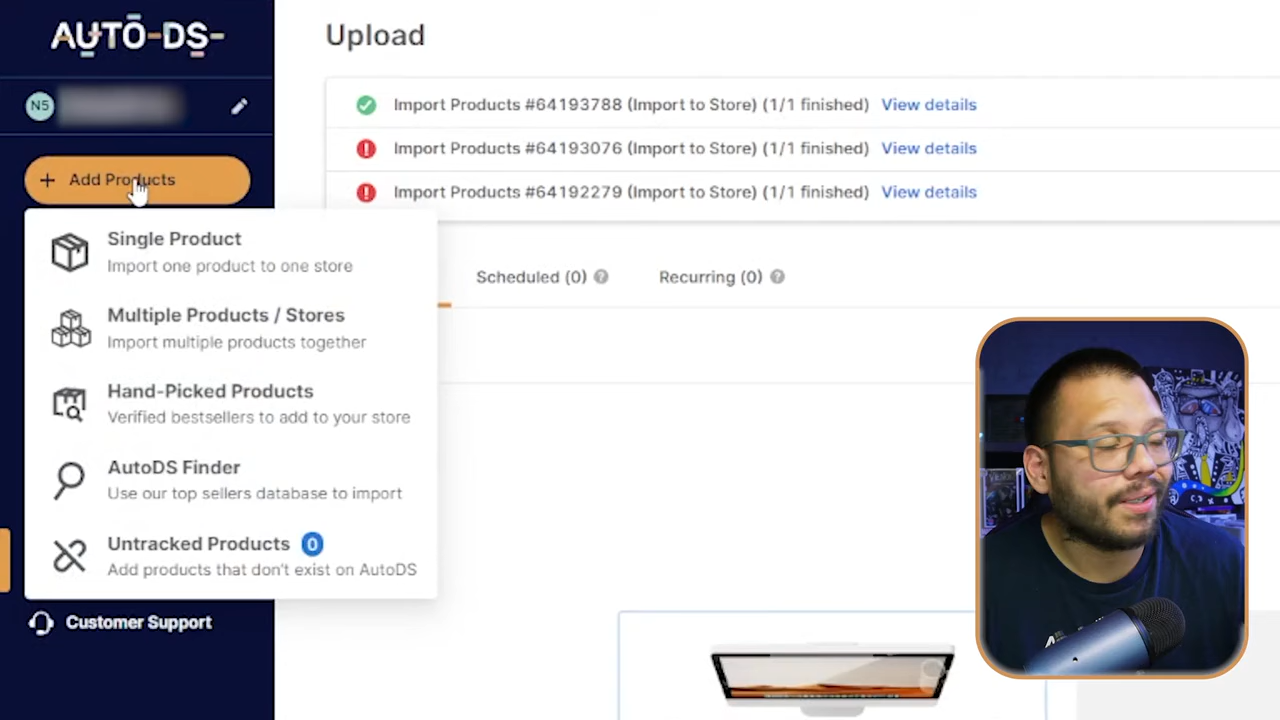 AUTO-DS-
Upload
N5
Import Products #64193788 (Import to Store) (1/1 finished) View details
Import Products #64193076 (Import to Store) (1/1 finished) View details
Import Products #64192279 (Import to Store) (1/1 finished) View details
+ Add Products
Single Product
Import one product to one store
Multiple Products / Stores
Import multiple products together
Hand-Picked Products
Verified bestsellers to add to your store
AutoDS Finder
Use our top sellers database to import
Untracked Products 0
Add products that don't exist on AutoDS
Scheduled (0) ?
Recurring (0) ?
Customer Support